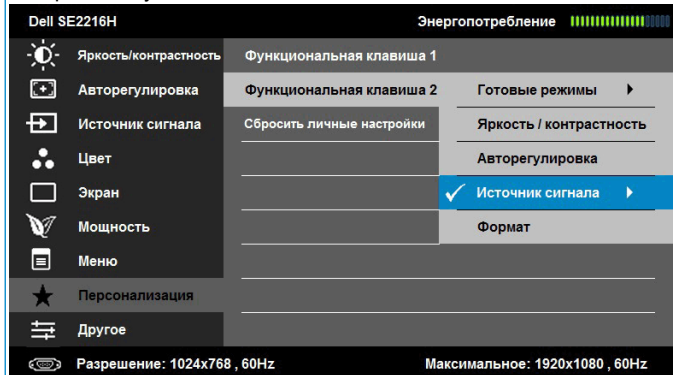 Dell SE2216H Энергопотребление
Яркость/контрастность Функциональная клавиша 1
Авторегулировка Функциональная клавиша 2 Готовые режимы
Источник сигнала Сбросить личные настройки Яркость / контрастность
Цвет Авторегулировка
Экран Источник сигнала
Мощность Формат
Меню
Персонализация
Другое
Разрешение: 1024x768 , 60Hz Максимальное: 1920x1080 , 60Hz